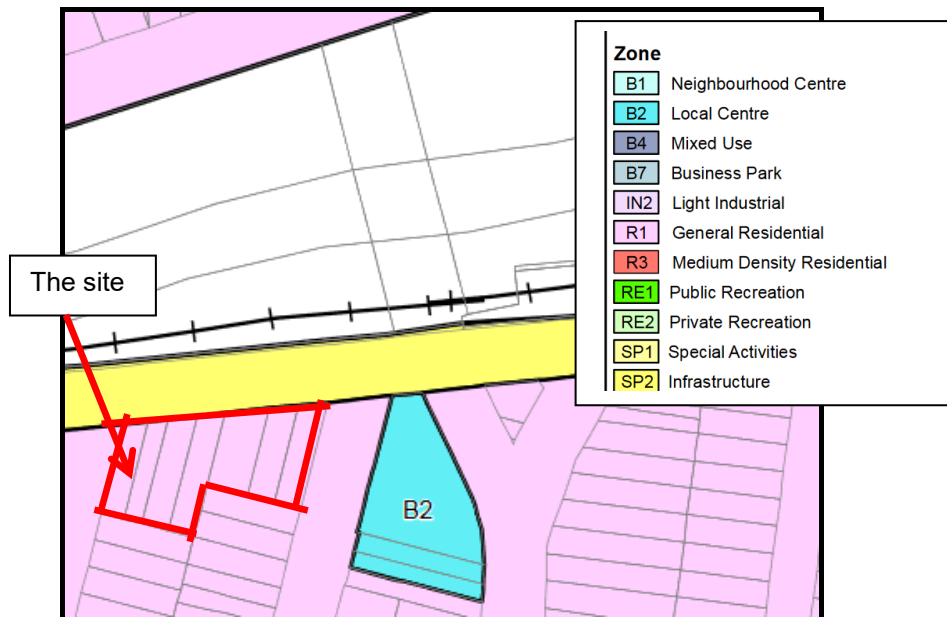 Zone
B1 Neighbourhood Centre
B2 Local Centre
B4 Mixed Use
B7 Business Park
IN2 Light Industrial
R1 General Residential
R3 Medium Density Residential
RE1 Public Recreation
RE2 Private Recreation
SP1 Special Activities
SP2 Infrastructure
The site
B2